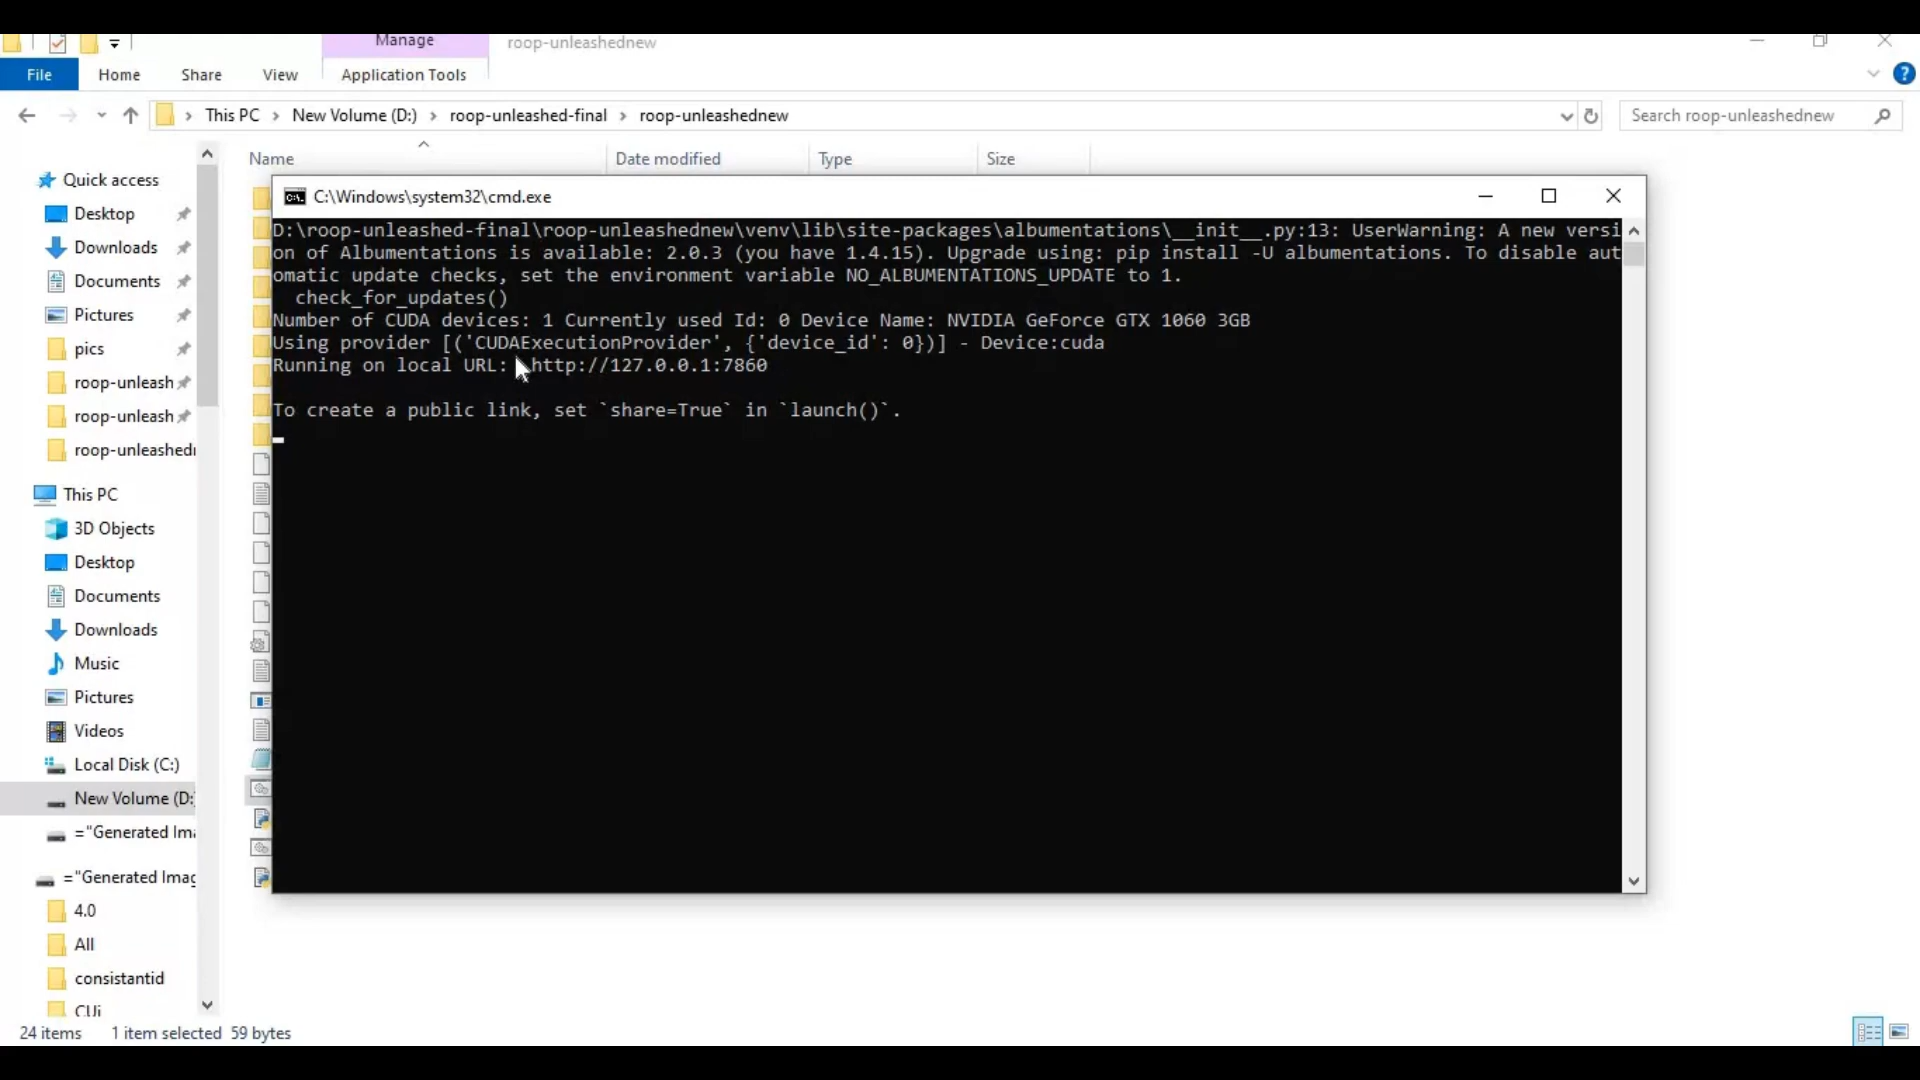 Manage
roop-unleashednew
File
Home
Share
View
Application Tools
This PC
New Volume (D:)
roop-unleashed-final
roop-unleashednew
Search roop-unleashednew
Name
Date modified
Type
Size
Quick access
Desktop
Downloads
Documents
Pictures
pics
roop-unleash
roop-unleash
roop-unleashedn
This PC
3D Objects
Desktop
Documents
Downloads
Music
Pictures
Videos
Local Disk (C:)
New Volume (D:)
="Generated Ima
="Generated Imag
4.0
All
consistantid
CUi
C:\Windows\system32\cmd.exe
D:\roop-unleashed-final\roop-unleashednew\venv\lib\site-packages\albumentations\__init__.py:13: UserWarning: A new versi
on of Albumentations is available: 2.0.3 (you have 1.4.15). Upgrade using: pip install -U albumentations. To disable aut
omatic update checks, set the environment variable NO_ALBUMENTATIONS_UPDATE to 1.
check_for_updates()
Number of CUDA devices: 1 Currently used Id: 0 Device Name: NVIDIA GeForce GTX 1060 3GB
Using provider [('CUDAExecutionProvider', {'device_id': 0})] - Device:cuda
Running on local URL: http://127.0.0.1:7860
To create a public link, set `share=True` in `launch()`.
24 items
1 item selected
59 bytes